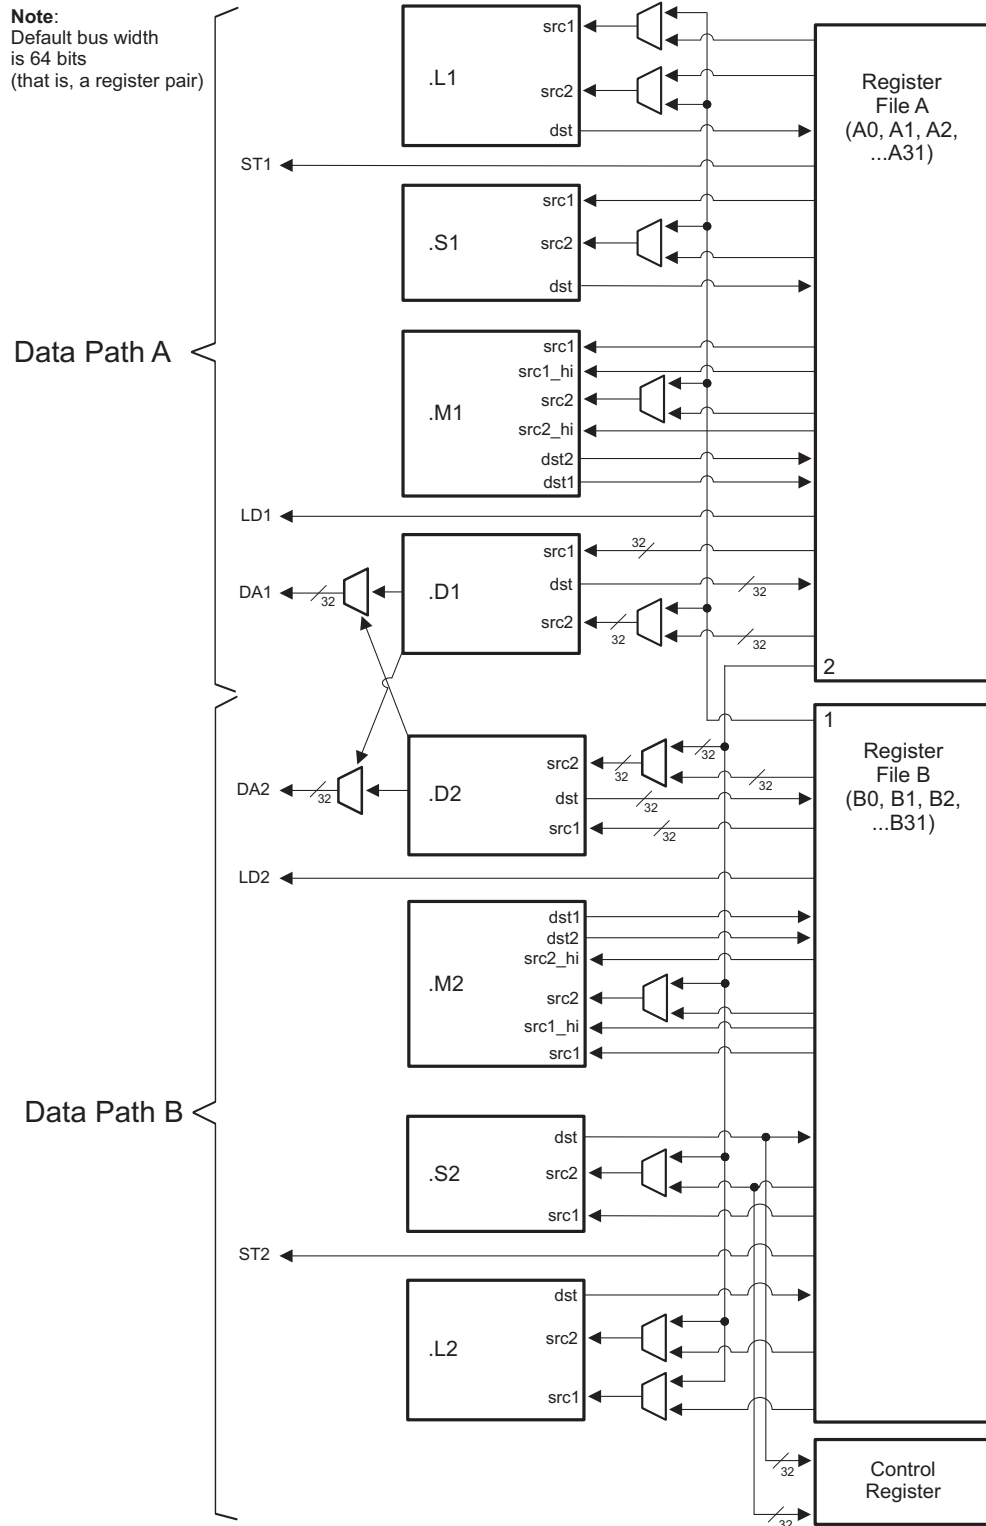 Note:
Default bus width
is 64 bits
(that is, a register pair)
src1
.L1
src2
dst
Register
File A
(A0, A1, A2,
...A31)
ST1
src1
.S1
src2
dst
Data Path A
src1
src1_hi
.M1
src2
src2_hi
dst2
dst1
LD1
src1
32
DA1
32
.D1
dst
32
src2
32
32
2
1
Register
File B
(B0, B1, B2,
...B31)
src2
32
32
32
DA2
32
.D2
dst
32
src1
32
LD2
dst1
dst2
src2_hi
.M2
src2
src1_hi
src1
Data Path B
dst
.S2
src2
src1
ST2
dst
.L2
src2
src1
32
Control
Register
32